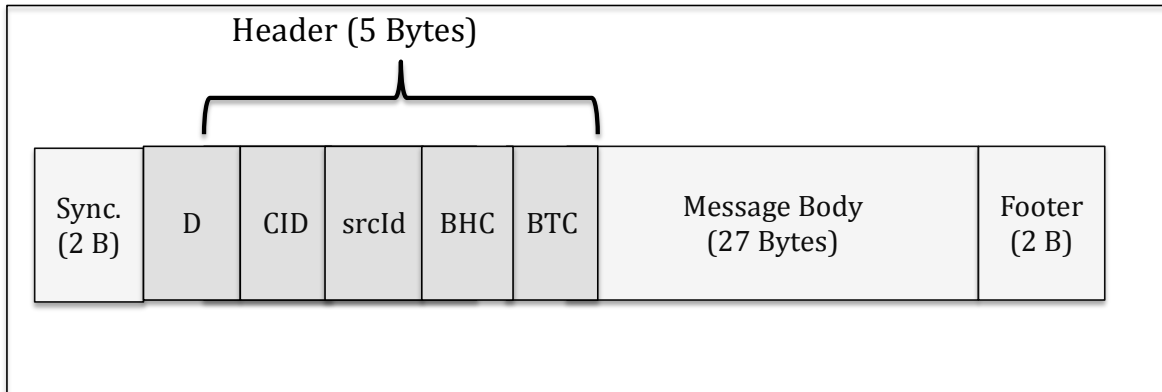 Header (5 Bytes)
Sync.
(2 B)
D
CID
srcId
BHC
BTC
Message Body
(27 Bytes)
Footer
(2 B)